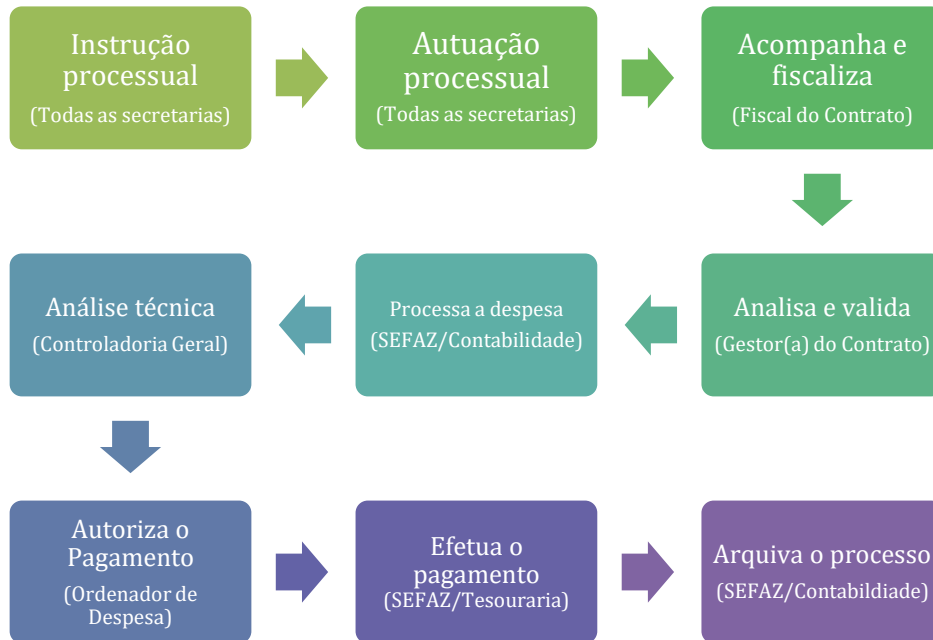 Instrução
processual
(Todas as secretarias)
Autuação
processual
(Todas as secretarias)
Acompanha e
fiscaliza
(Fiscal do Contrato)
Analisa e valida
(Gestor(a) do Contrato)
Processa a despesa
(SEFAZ/Contabilidade)
Análise técnica
(Controladoria Geral)
Autoriza o
Pagamento
(Ordenador de
Despesa)
Efetua o
pagamento
(SEFAZ/Tesouraria)
Arquiva o processo
(SEFAZ/Contabildiade)